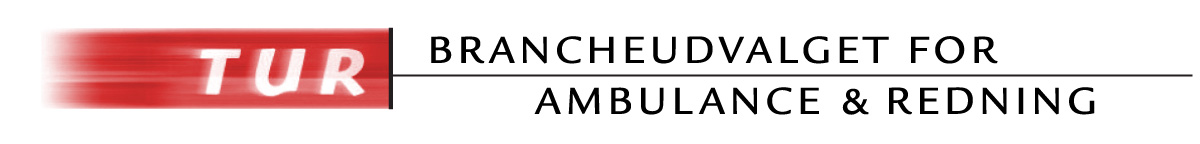 TUR
BRANCHEUDVALGET FOR
AMBULANCE & REDNING